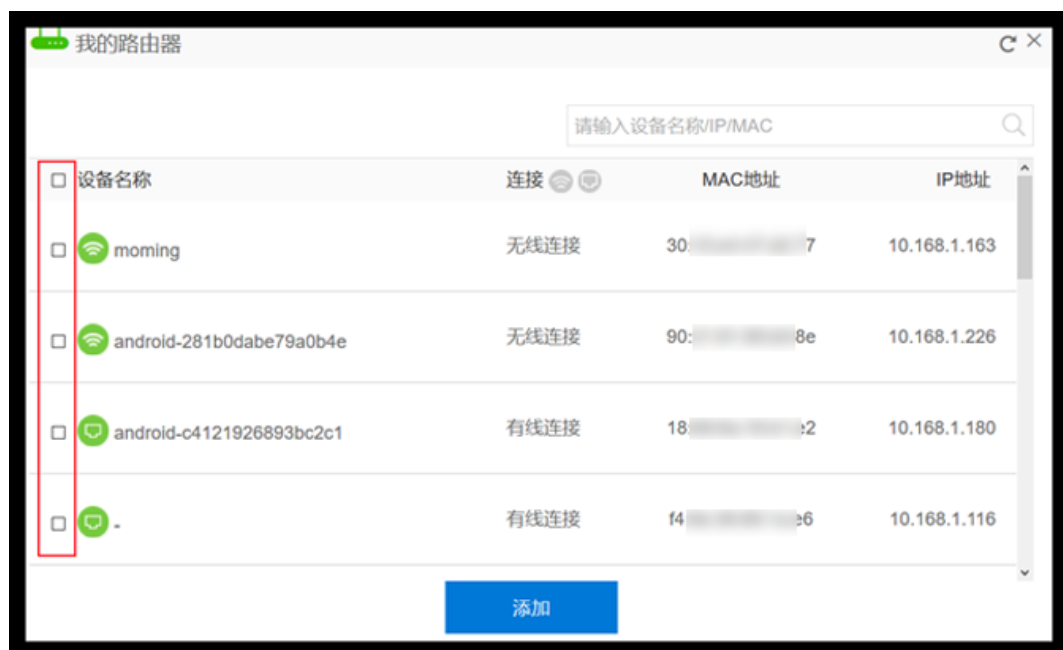 我的路由器
请输入设备名称/IP/MAC
设备名称 连接 MAC地址 IP地址
moming 无线连接 30: 7 10.168.1.163
android-281b0dabe79a0b4e 无线连接 90: 8e 10.168.1.226
android-c4121926893bc2c1 有线连接 18: e2 10.168.1.180
- 有线连接 f4 e6 10.168.1.116
添加